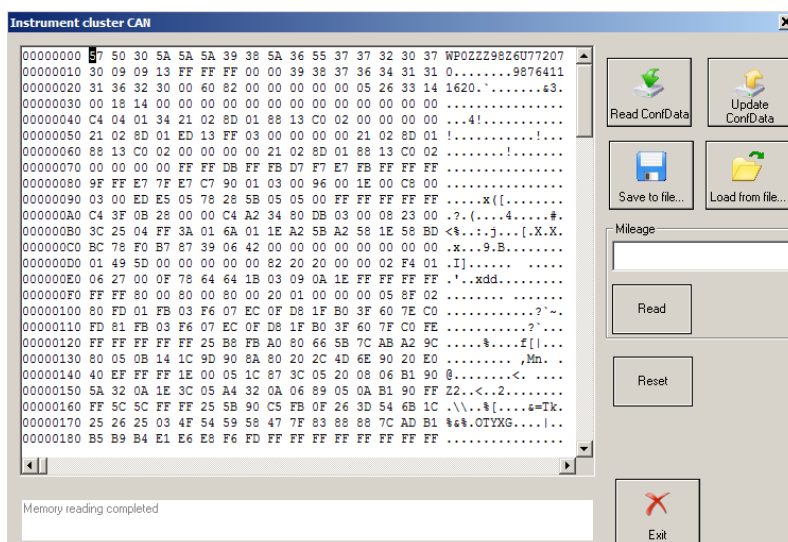 Instrument cluster CAN
00000000 57 50 30 5A 5A 5A 39 38 5A 36 55 37 37 32 30 37 WP0ZZZ98Z6U77207
00000010 30 09 09 13 FF FF FF 00 00 39 38 37 36 34 31 31 0........9876411
00000020 31 36 32 30 00 60 82 00 00 00 00 00 05 26 33 14 1620.`.......&3.
00000030 00 18 14 00 00 00 00 00 00 00 00 00 00 00 00 00 ................
00000040 C4 04 01 34 21 02 8D 01 88 13 C0 02 00 00 00 00 ...4!...........
00000050 21 02 8D 01 ED 13 FF 03 00 00 00 00 21 02 8D 01 !...........!...
00000060 88 13 C0 02 00 00 00 00 21 02 8D 01 88 13 C0 02 ........!.......
00000070 00 00 00 00 FF FF DB FF FB D7 F7 E7 FB FF FF FF ................
00000080 9F FF E7 7F E7 C7 90 01 03 00 96 00 1E 00 C8 00 ................
00000090 03 00 ED E5 05 78 28 5B 05 05 00 FF FF FF FF FF .....x([........
000000A0 C4 3F 0B 28 00 00 C4 A2 34 80 DB 03 00 08 23 00 .?.(....4.....#.
000000B0 3C 25 04 FF 3A 01 6A 01 1E A2 5B A2 58 1E 58 BD <%..:.j...[.X.X.
000000C0 BC 78 F0 B7 87 39 06 42 00 00 00 00 00 00 00 00 .x...9.B........
000000D0 01 49 5D 00 00 00 00 00 82 20 20 00 00 02 F4 01 .I]......  .....
000000E0 06 27 00 0F 78 64 64 1B 03 09 0A 1E FF FF FF FF .'..xdd.........
000000F0 FF FF 80 00 80 00 80 00 20 01 00 00 00 05 8F 02 ........ .......
00000100 80 FD 01 FB 03 F6 07 EC 0F D8 1F B0 3F 60 7E C0 ............?`~.
00000110 FD 81 FB 03 F6 07 EC 0F D8 1F B0 3F 60 7F C0 FE ...........?`...
00000120 FF FF FF FF FF 25 B8 FB A0 80 66 5B 7C AB A2 9C .....%....f[|...
00000130 80 05 0B 14 1C 9D 90 8A 80 20 2C 4D 6E 90 20 E0 ......... ,Mn. .
00000140 40 EF FF FF 1E 00 05 1C 87 3C 05 20 08 06 B1 90 @........<. ....
00000150 5A 32 0A 1E 3C 05 A4 32 0A 06 89 05 0A B1 90 FF Z2..<..2........
00000160 FF 5C 5C FF FF 25 5B 90 C5 FB 0F 26 3D 54 6B 1C .\\..%[....&=Tk.
00000170 25 26 25 03 4F 54 59 58 47 7F 83 88 88 7C AD B1 %&%.OTYXG....|..
00000180 B5 B9 B4 E1 E6 E8 F6 FD FF FF FF FF FF FF FF FF ................
Read ConfData
Update
ConfData
Save to file...
Load from file...
Mileage
Read
Reset
Memory reading completed
Exit